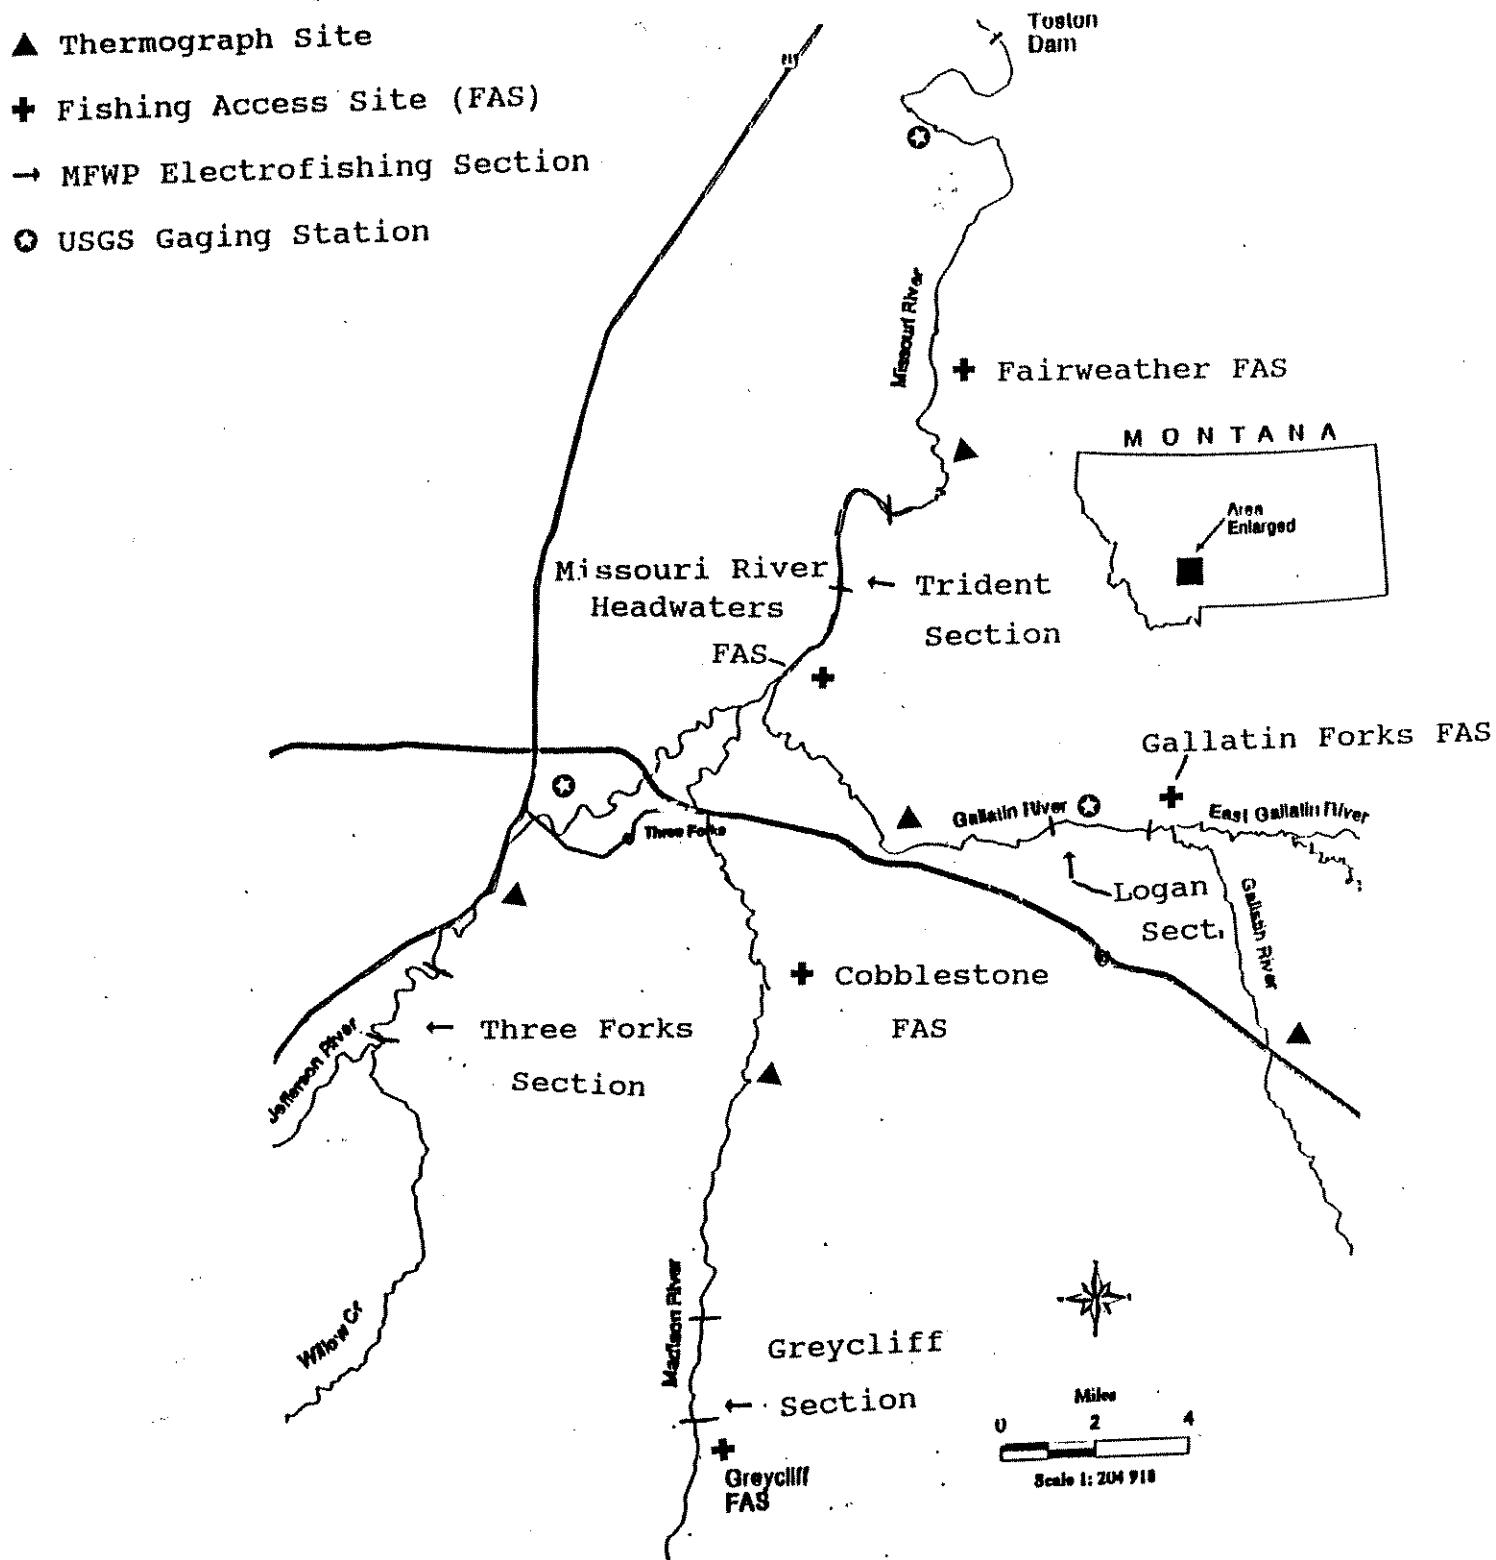 Thermograph Site
Fishing Access Site (FAS)
MFWP Electrofishing Section
USGS Gaging Station
Toston
Dam
Missouri River
Fairweather FAS
MONTANA
Area
Enlarged
Missouri River
Headwaters
FAS
Trident
Section
Gallatin Forks FAS
Gallatin River
East Gallatin River
Three Forks
Logan
Sect.
Gallatin River
Cobblestone
FAS
Three Forks
Section
Jefferson River
Willow Cr
Madison River
Greycliff
Section
Greycliff
FAS
Miles
0 2 4
Scale 1: 204 918